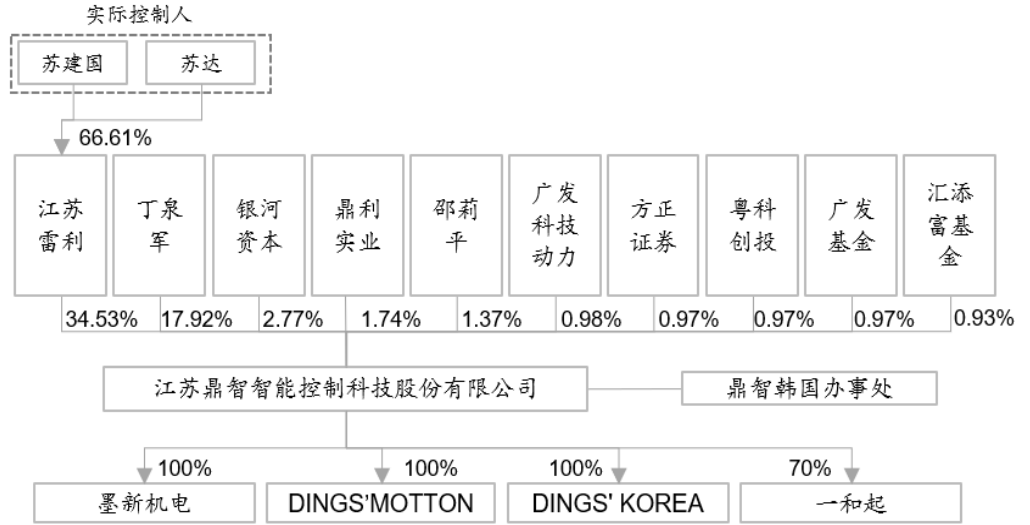 实际控制人
苏建国 苏达
66.61%
江苏
雷利
丁泉
军
银河
资本
鼎利
实业
邵莉
平
广发
科技
动力
方正
证券
粤科
创投
广发
基金
汇添
富基
金
34.53% 17.92% 2.77% 1.74% 1.37% 0.98% 0.97% 0.97% 0.97% 0.93%
江苏鼎智智能控制科技股份有限公司 鼎智韩国办事处
100% 100% 100% 70%
墨新机电 DINGS’MOTTON DINGS' KOREA 一和起